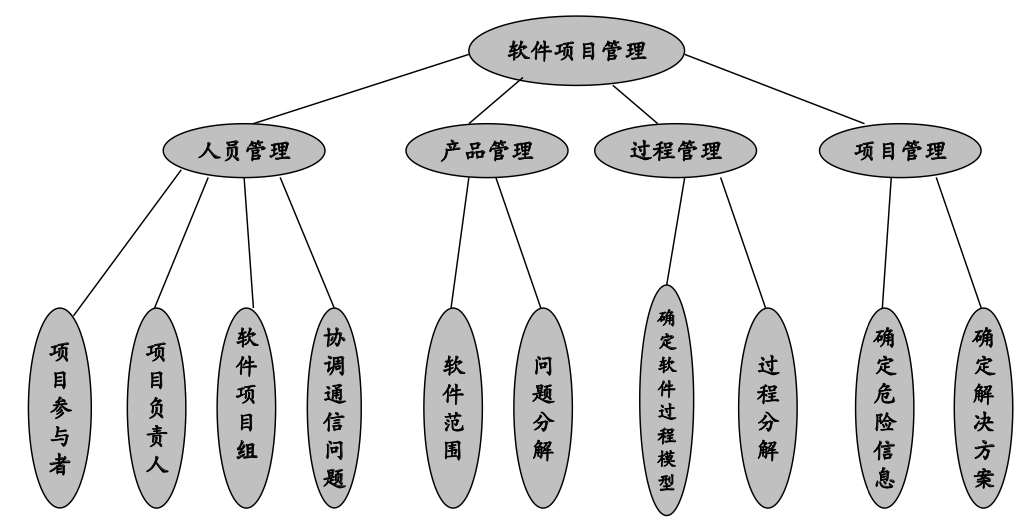 软件项目管理
人员管理
产品管理
过程管理
项目管理
项目参与者
项目负责人
软件项目组
协调通信问题
软件范围
问题分解
确定软件过程模型
过程分解
确定危险信息
确定解决方案